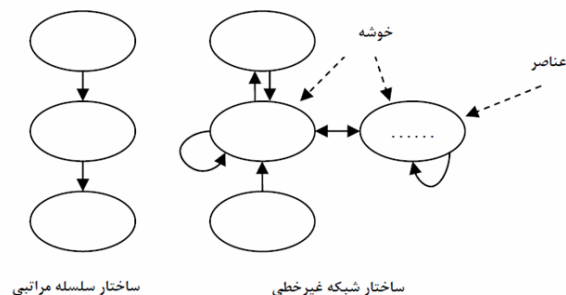 خوشه
عناصر
......
ساختار شبکه غیرخطی
ساختار سلسله مراتبی